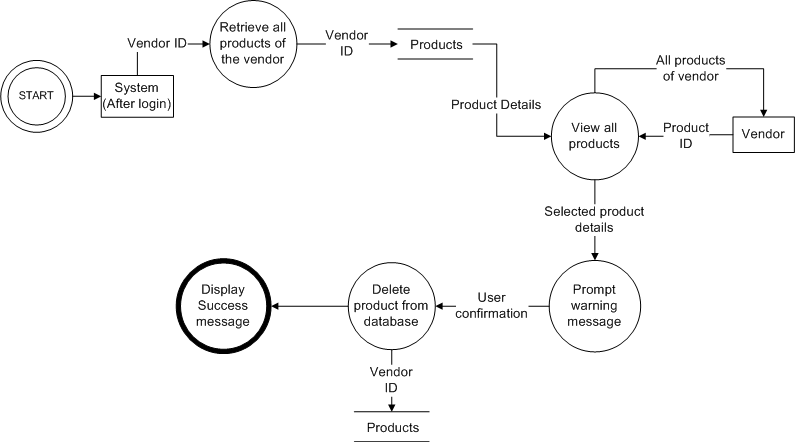 START
System
(After login)
Vendor ID
Retrieve all
products of
the vendor
Vendor
ID
Products
Product Details
View all
products
All products
of vendor
Product
ID
Vendor
Selected product
details
Prompt
warning
message
User
confirmation
Delete
product from
database
Display
Success
message
Vendor
ID
Products